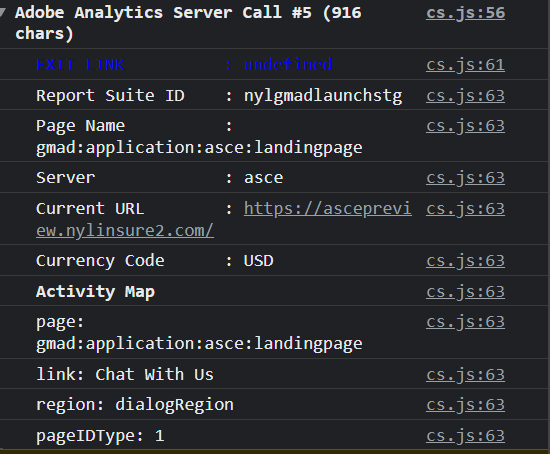 Adobe Analytics Server Call #5 (916 cs.js:56
chars)
EXIT LINK : undefined cs.js:61
Report Suite ID : nylgmadlaunchstg cs.js:63
Page Name : cs.js:63
gmad:application:asce:landingpage
Server : asce cs.js:63
Current URL : https://asceprevi cs.js:63
ew.nylinsure2.com/
Currency Code : USD cs.js:63
Activity Map cs.js:63
page: cs.js:63
gmad:application:asce:landingpage
link: Chat With Us cs.js:63
region: dialogRegion cs.js:63
pageIDType: 1 cs.js:63